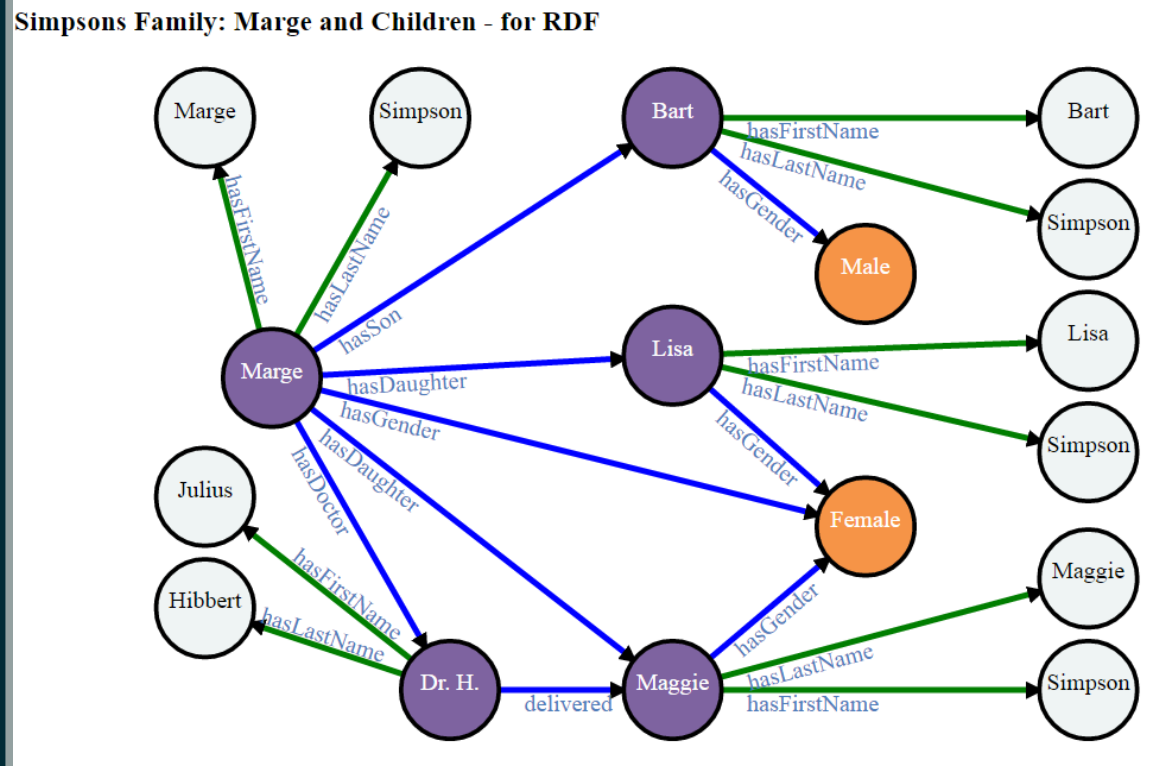 Simpsons Family: Marge and Children - for RDF
Marge
Simpson
Bart
Bart
hasFirstName
hasLastName
hasGender
hasFirstName
hasLastName
Simpson
Male
hasSon
Marge
hasDaughter
hasGender
hasDaughter
hasDoctor
Lisa
hasFirstName
hasLastName
hasGender
Lisa
Simpson
Julius
Hibbert
hasFirstName
hasLastName
Female
hasGender
Maggie
Dr. H.
delivered
Maggie
hasLastName
hasFirstName
Simpson